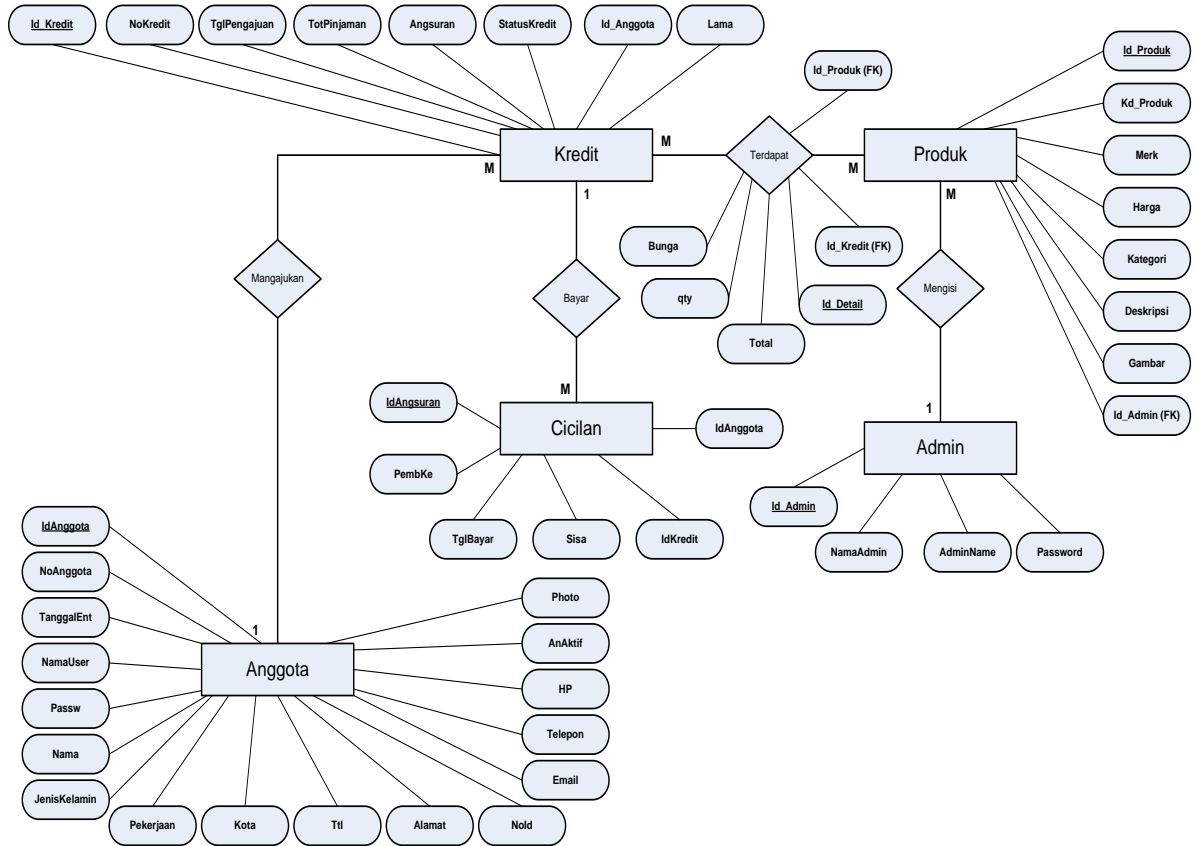 Id_Kredit
NoKredit
TglPengajuan
TotPinjaman
Angsuran
StatusKredit
Id_Anggota
Lama
Id_Produk (FK)
Id_Produk
Kd_Produk
Merk
Harga
Kategori
Deskripsi
Gambar
Id_Admin (FK)
Kredit
M
M
1
Terdapat
M
Produk
M
Bunga
qty
Total
Id_Detail
Id_Kredit (FK)
Mangajukan
Bayar
Mengisi
M
1
IdAngsuran
Cicilan
IdAnggota
PembKe
TglBayar
Sisa
IdKredit
Admin
Id_Admin
NamaAdmin
AdminName
Password
IdAnggota
NoAnggota
TanggalEnt
NamaUser
Passw
Nama
JenisKelamin
1
Anggota
Photo
AnAktif
HP
Telepon
Email
Pekerjaan
Kota
Ttl
Alamat
NoId